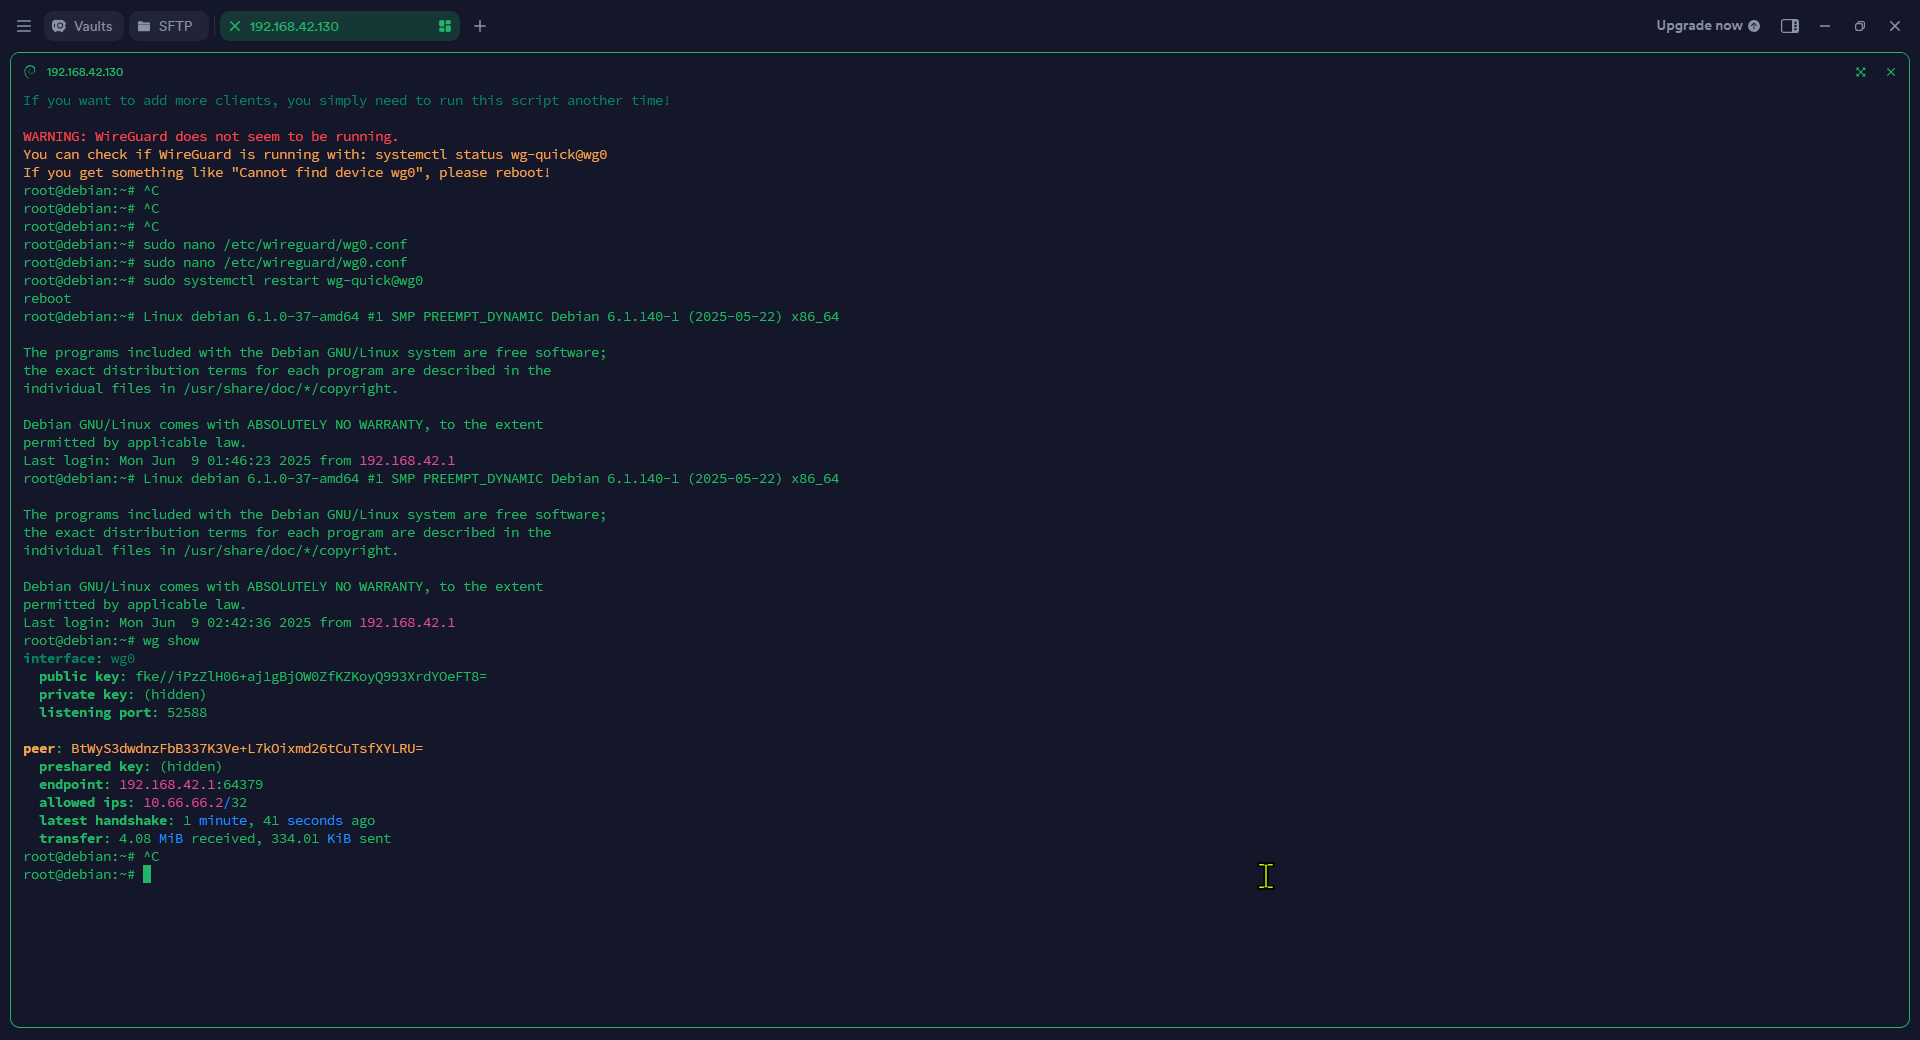 Vaults
SFTP
192.168.42.130
Upgrade now
192.168.42.130
If you want to add more clients, you simply need to run this script another time!
WARNING: WireGuard does not seem to be running.
You can check if WireGuard is running with: systemctl status wg-quick@wg0
If you get something like "Cannot find device wg0", please reboot!
root@debian:~# ^C
root@debian:~# ^C
root@debian:~# ^C
root@debian:~# sudo nano /etc/wireguard/wg0.conf
root@debian:~# sudo nano /etc/wireguard/wg0.conf
root@debian:~# sudo systemctl restart wg-quick@wg0
reboot
root@debian:~# Linux debian 6.1.0-37-amd64 #1 SMP PREEMPT_DYNAMIC Debian 6.1.140-1 (2025-05-22) x86_64
The programs included with the Debian GNU/Linux system are free software;
the exact distribution terms for each program are described in the
individual files in /usr/share/doc/*/copyright.
Debian GNU/Linux comes with ABSOLUTELY NO WARRANTY, to the extent
permitted by applicable law.
Last login: Mon Jun  9 01:46:23 2025 from 192.168.42.1
root@debian:~# Linux debian 6.1.0-37-amd64 #1 SMP PREEMPT_DYNAMIC Debian 6.1.140-1 (2025-05-22) x86_64
The programs included with the Debian GNU/Linux system are free software;
the exact distribution terms for each program are described in the
individual files in /usr/share/doc/*/copyright.
Debian GNU/Linux comes with ABSOLUTELY NO WARRANTY, to the extent
permitted by applicable law.
Last login: Mon Jun  9 02:42:36 2025 from 192.168.42.1
root@debian:~# wg show
interface: wg0
public key: fke//iPzZlH06+aj1gBjOW0ZfKZKoyQ993XrdYOeFT8=
private key: (hidden)
listening port: 52588
peer: BtWyS3dwdnzFbB337K3Ve+L7kOixmd26tCuTsfXYLRU=
preshared key: (hidden)
endpoint: 192.168.42.1:64379
allowed ips: 10.66.66.2/32
latest handshake: 1 minute, 41 seconds ago
transfer: 4.08 MiB received, 334.01 KiB sent
root@debian:~# ^C
root@debian:~#